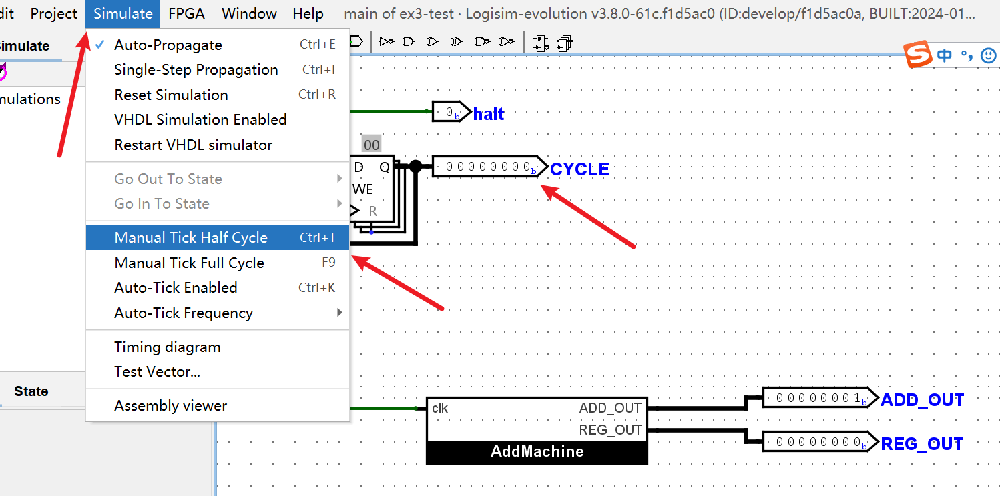 dit Project Simulate FPGA Window Help main of ex3-test · Logisim-evolution v3.8.0-61c.f1d5ac0 (ID:develop/f1d5ac0a, BUILT:2024-01...
imulate
mulations
Auto-Propagate Ctrl+E
Single-Step Propagation Ctrl+I
Reset Simulation Ctrl+R
VHDL Simulation Enabled
Restart VHDL simulator
Go Out To State
Go In To State
Manual Tick Half Cycle Ctrl+T
Manual Tick Full Cycle F9
Auto-Tick Enabled Ctrl+K
Auto-Tick Frequency
Timing diagram
Test Vector...
Assembly viewer
State
S 中 °,
0b halt
00
D Q
WE
R
00000000b CYCLE
clk ADD_OUT
REG_OUT
AddMachine
00000001b ADD_OUT
00000000b REG_OUT